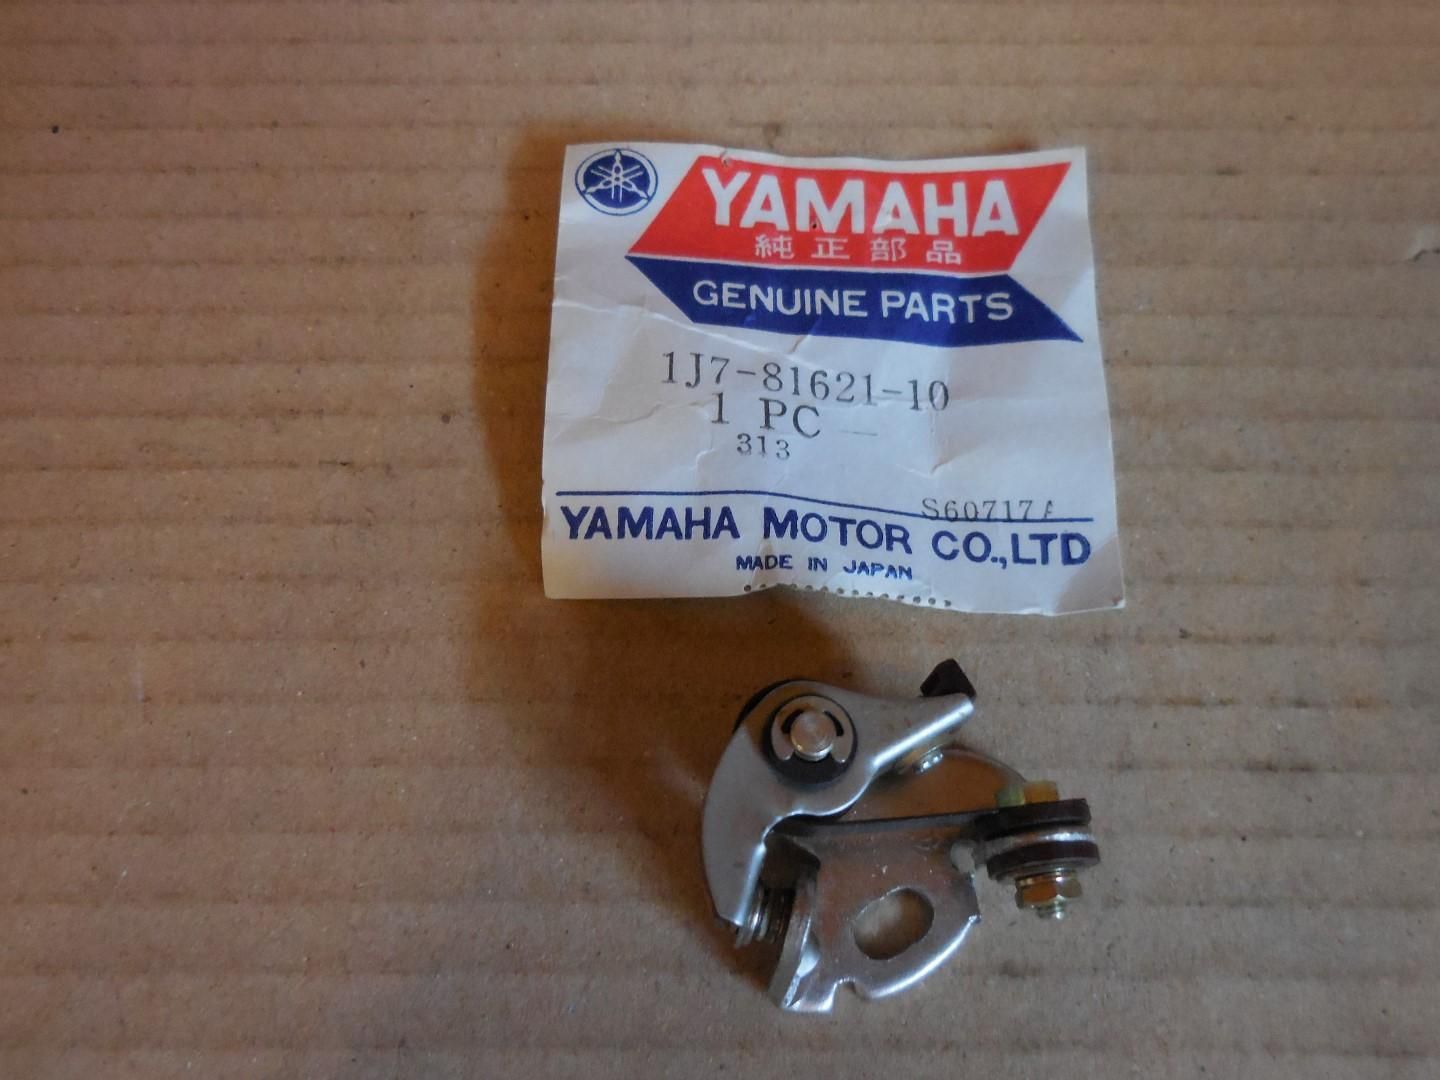 YAMAHA
純正部品
GENUINE PARTS
1J7-81621-10
1 PC
313
S60717A
YAMAHA MOTOR CO.,LTD
MADE IN JAPAN